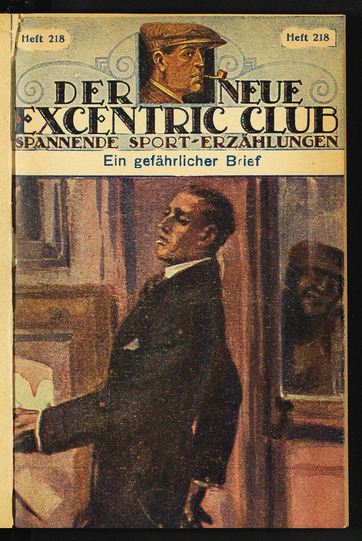 Heft 218
Heft 218
DER NEUE
EXCENTRIC CLUB
SPANNENDE SPORT-ERZÄHLUNGEN
Ein gefährlicher Brief